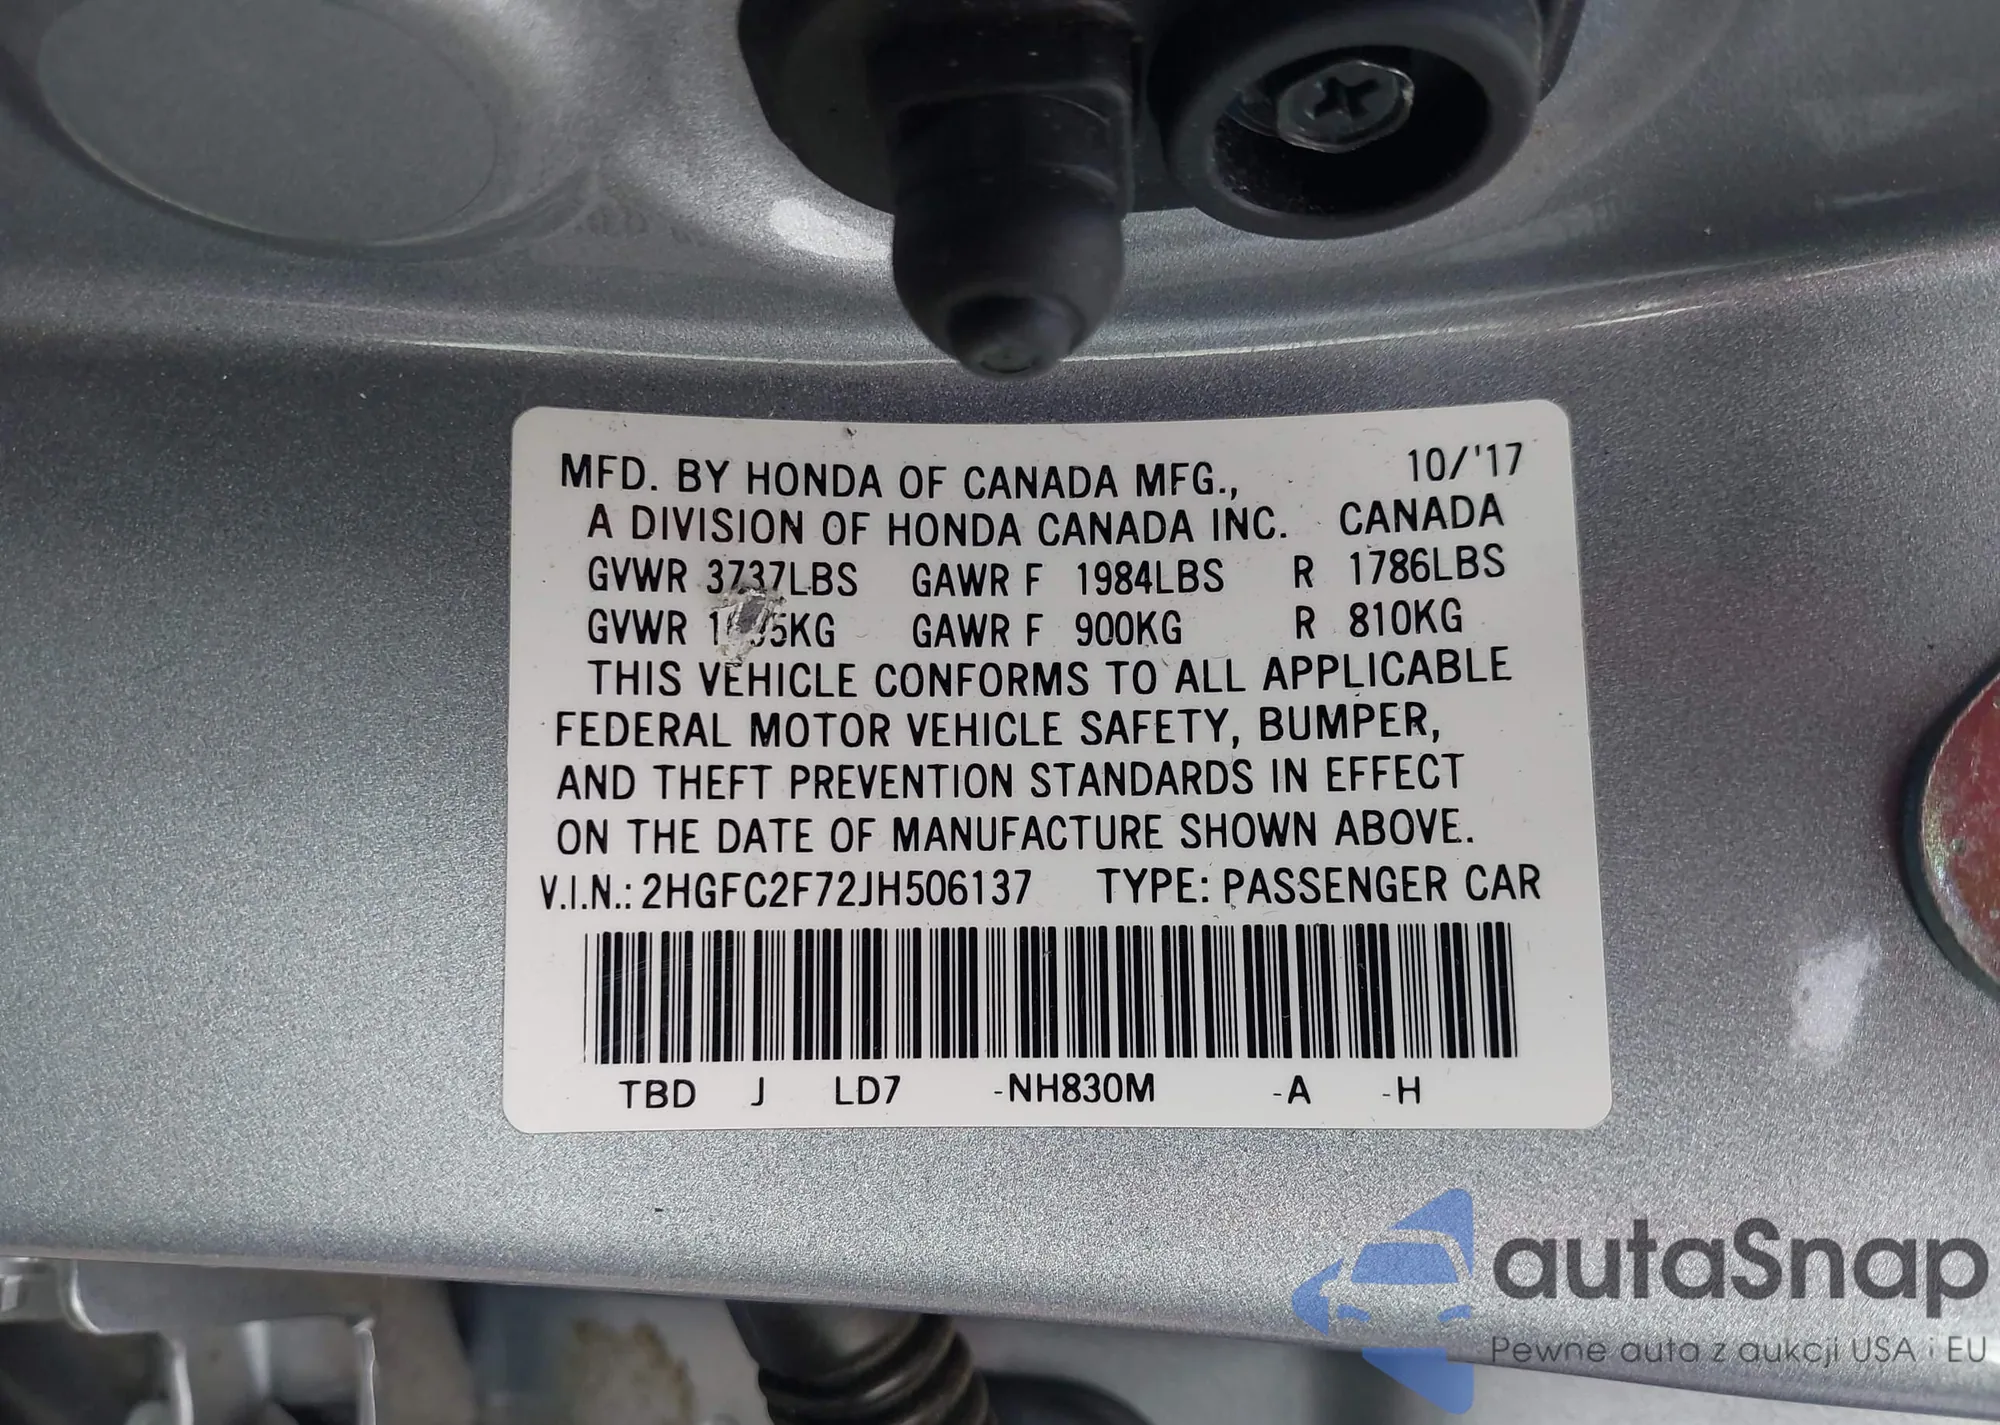 MFD. BY HONDA OF CANADA MFG., 10/'17
A DIVISION OF HONDA CANADA INC. CANADA
GVWR 3737LBS GAWR F 1984LBS R 1786LBS
GVWR GAWR F 900KG R 810KG
THIS VEHICLE CONFORMS TO ALL APPLICABLE
FEDERAL MOTOR VEHICLE SAFETY, BUMPER,
AND THEFT PREVENTION STANDARDS IN EFFECT
ON THE DATE OF MANUFACTURE SHOWN ABOVE.
V.I.N.: 2HGFC2F72JH506137 TYPE: PASSENGER CAR
TBD J LD7 -NH830M -A -H
autaSnap
Pewne auta z aukcji USA i EU